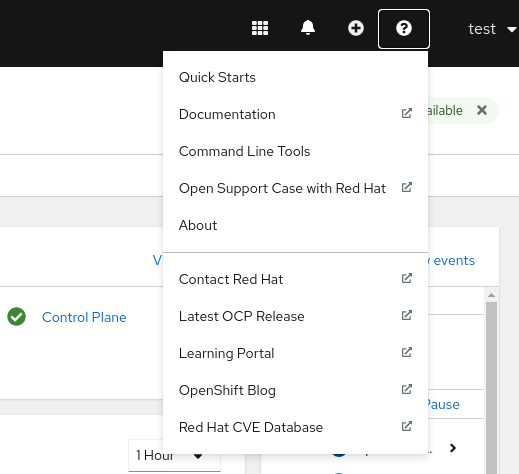 test
Quick Starts
Documentation
ailable
Command Line Tools
Open Support Case with Red Hat
About
events
Contact Red Hat
Control Plane
Latest OCP Release
Learning Portal
OpenShift Blog
Pause
Red Hat CVE Database
1 Hour